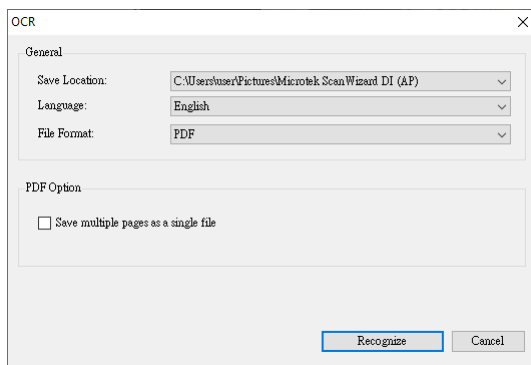 OCR
General
Save Location: C:\Users\user\Pictures\Microtek ScanWizard DI (AP)
Language: English
File Format: PDF
PDF Option
Save multiple pages as a single file
Recognize Cancel